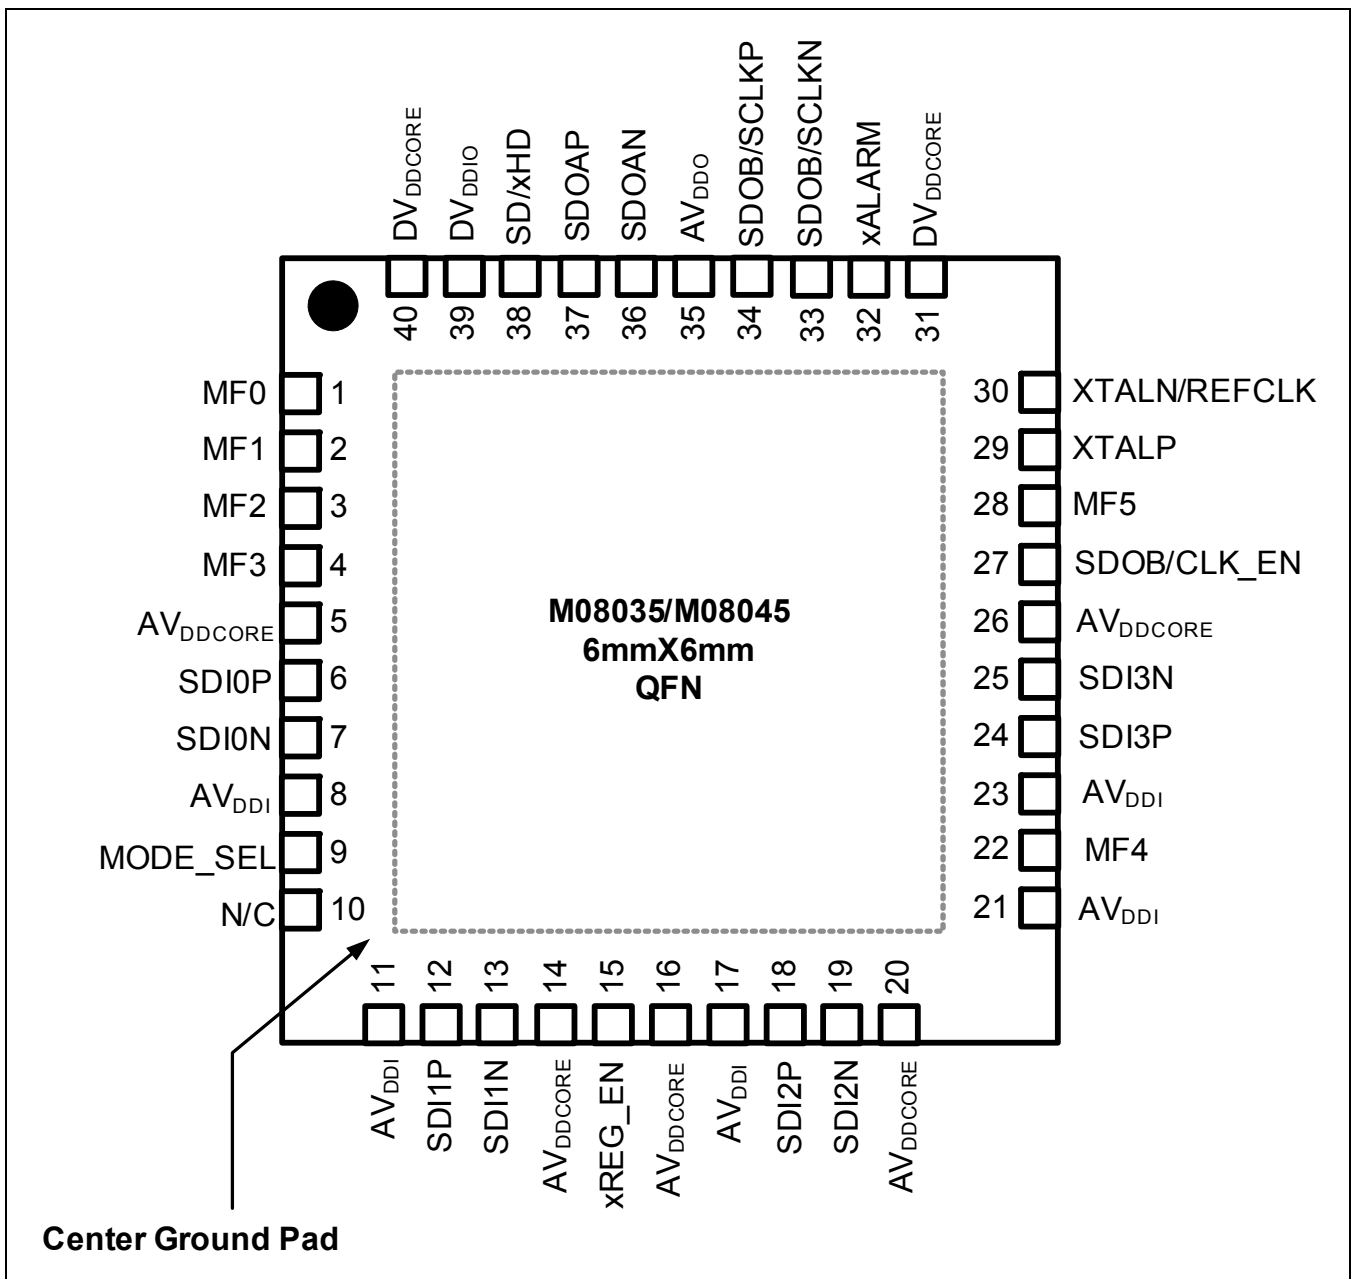 DVDDCORE
DVDDIO
SD/xHD
SDOAP
SDOAN
AVDDO
SDOB/SCLKP
SDOB/SCLKN
xALARM
DVDDCORE
40
39
38
37
36
35
34
33
32
31
MF0 1
MF1 2
MF2 3
MF3 4
AVDDCORE 5
SDI0P 6
SDI0N 7
AVDDI 8
MODE_SEL 9
N/C 10
M08035/M08045
6mmX6mm
QFN
30 XTALN/REFCLK
29 XTALP
28 MF5
27 SDOB/CLK_EN
26 AVDDCORE
25 SDI3N
24 SDI3P
23 AVDDI
22 MF4
21 AVDDI
11
12
13
14
15
16
17
18
19
20
AVDDI
SDI1P
SDI1N
AVDDCORE
xREG_EN
AVDDCORE
AVDDI
SDI2P
SDI2N
AVDDCORE
Center Ground Pad